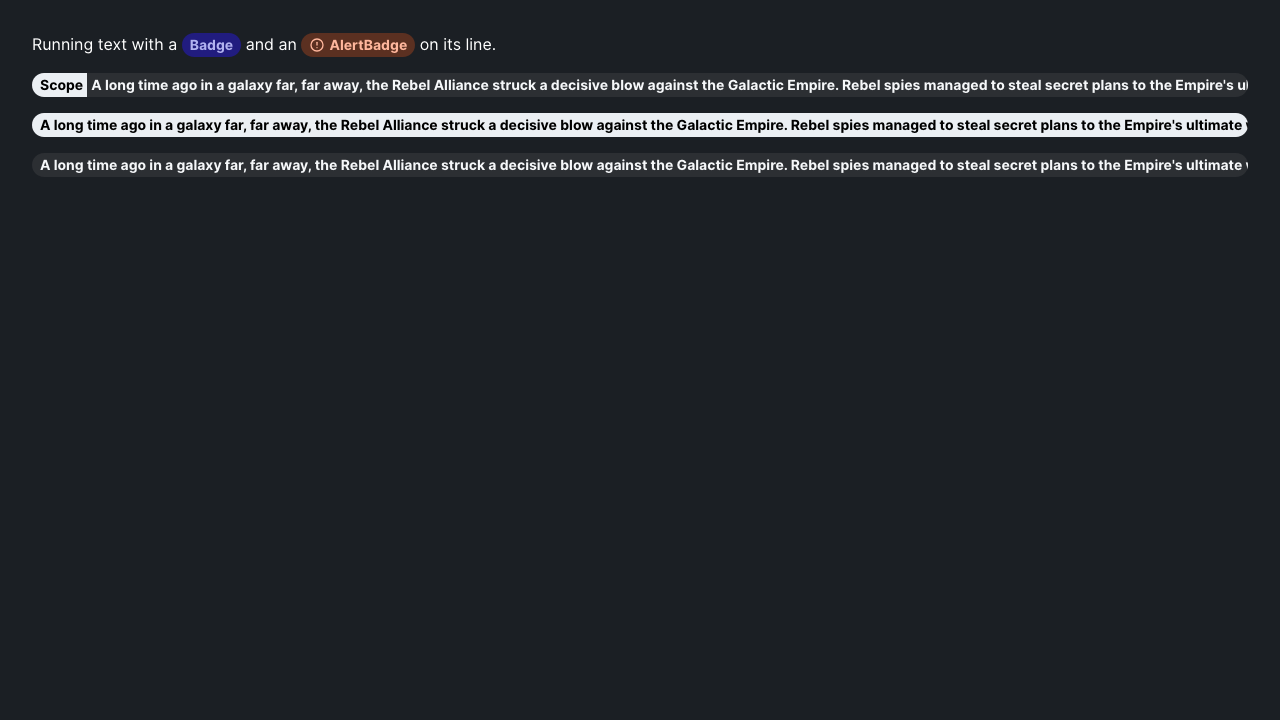 Running text with a Badge and an AlertBadge on its line.
Scope A long time ago in a galaxy far, far away, the Rebel Alliance struck a decisive blow against the Galactic Empire. Rebel spies managed to steal secret plans to the Empire's
A long time ago in a galaxy far, far away, the Rebel Alliance struck a decisive blow against the Galactic Empire. Rebel spies managed to steal secret plans to the Empire's ultimate
A long time ago in a galaxy far, far away, the Rebel Alliance struck a decisive blow against the Galactic Empire. Rebel spies managed to steal secret plans to the Empire's ultimate